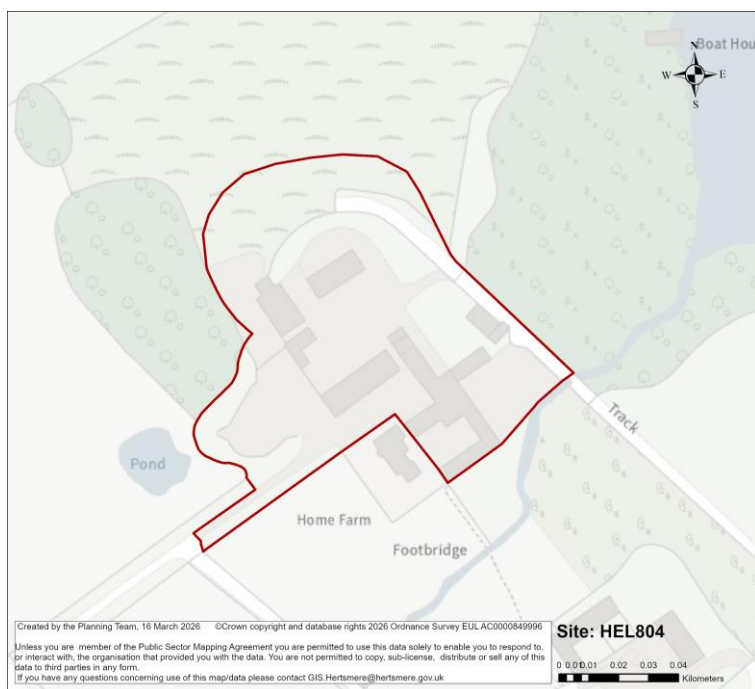 Boat Hou
N
W E
S
Pond
Track
Home Farm
Footbridge
Created by the Planning Team, 16 March 2026 ©Crown copyright and database rights 2026 Ordnance Survey EUL AC0000849996
Unless you are member of the Public Sector Mapping Agreement you are permitted to use this data solely to enable you to respond to,
or interact with, the organisation that provided you with the data. You are not permitted to copy, sub-license, distribute or sell any of this
data to third parties in any form.
If you have any questions concerning use of this map/data please contact GIS.Hertsmere@hertsmere.gov.uk
Site: HEL804
0 0.010.01 0.02 0.03 0.04
Kilometers